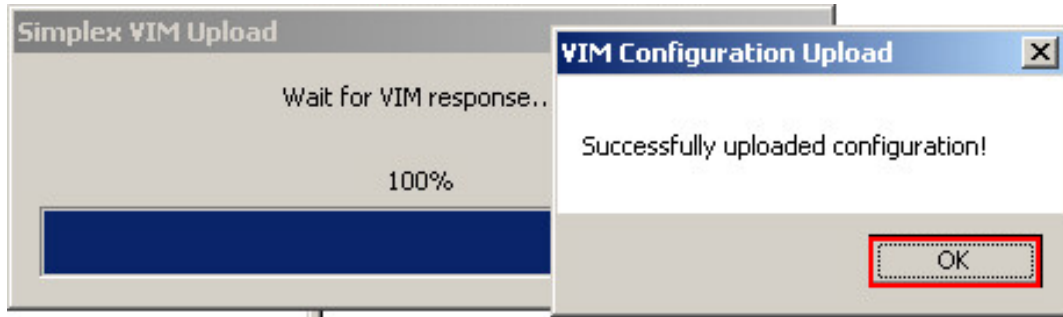 Simplex VIM Upload
Wait for VIM response..
100%
VIM Configuration Upload
Successfully uploaded configuration!
OK